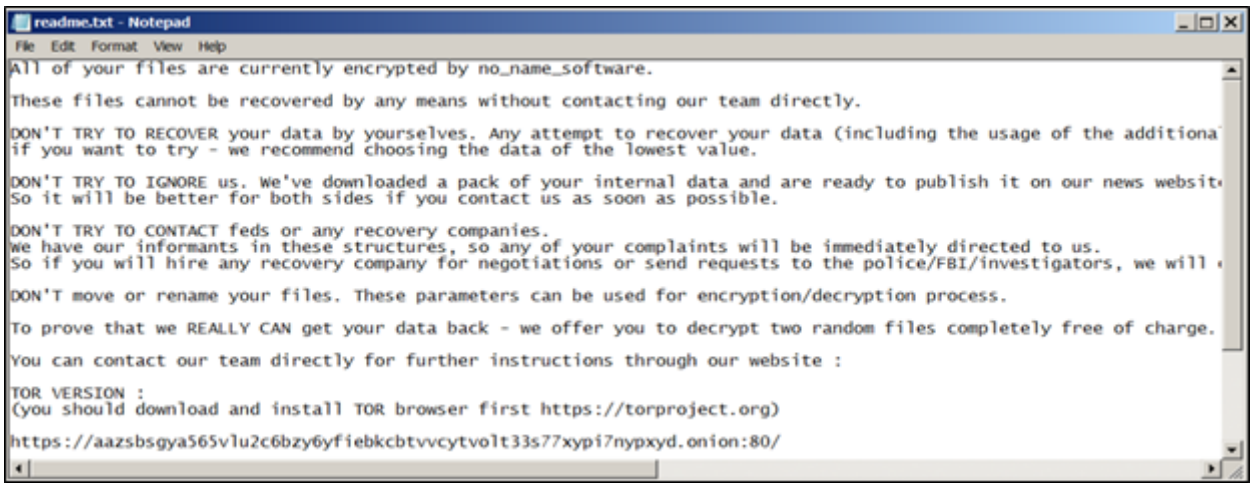 readme.txt - Notepad
File Edit Format View Help
All of your files are currently encrypted by no_name_software.
These files cannot be recovered by any means without contacting our team directly.
DON'T TRY TO RECOVER your data by yourselves. Any attempt to recover your data (including the usage of the additiona
if you want to try - we recommend choosing the data of the lowest value.
DON'T TRY TO IGNORE us. We've downloaded a pack of your internal data and are ready to publish it on our news website
So it will be better for both sides if you contact us as soon as possible.
DON'T TRY TO CONTACT feds or any recovery companies.
We have our informants in these structures, so any of your complaints will be immediately directed to us.
So if you will hire any recovery company for negotiations or send requests to the police/FBI/investigators, we will
DON'T move or rename your files. These parameters can be used for encryption/decryption process.
To prove that we REALLY CAN get your data back - we offer you to decrypt two random files completely free of charge.
You can contact our team directly for further instructions through our website :
TOR VERSION :
(you should download and install TOR browser first https://torproject.org)
https://aazsbsgya565vlu2c6bzy6yfiebkcbtvvcytvolt33s77xypi7nypxyd.onion:80/